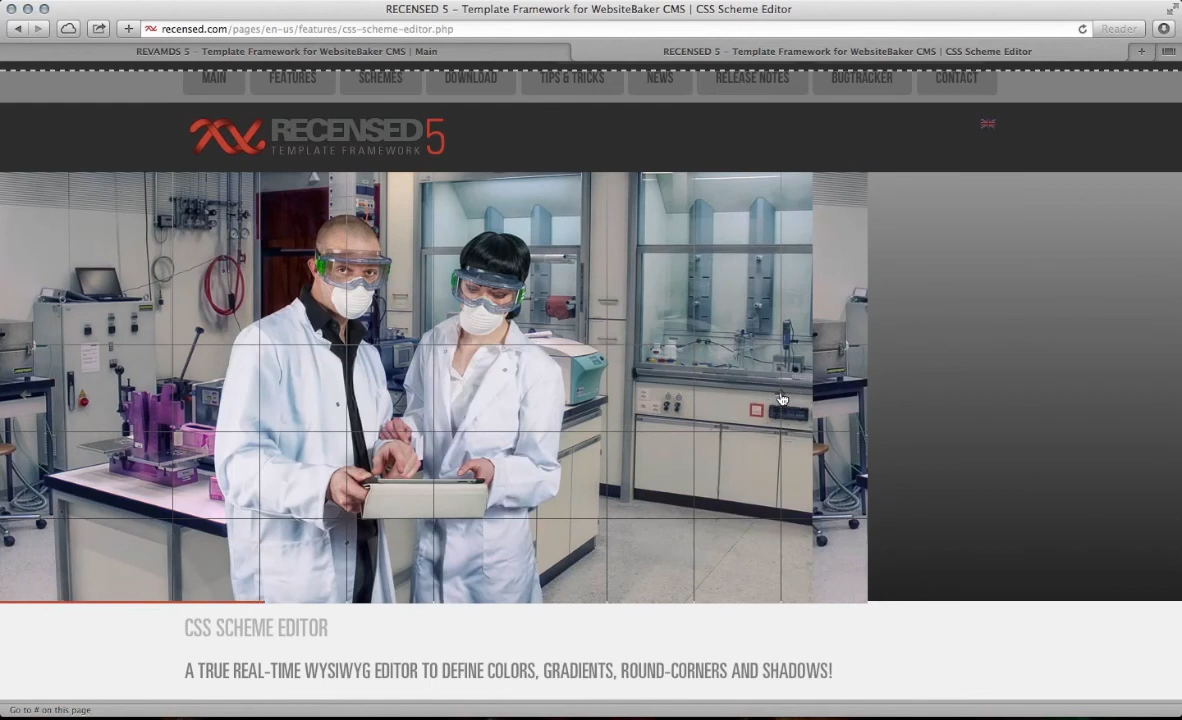 RECENSED 5 – Template Framework for WebsiteBaker CMS | CSS Scheme Editor
recensed.com/pages/en-us/features/css-scheme-editor.php
Reader
REVAMDS 5 – Template Framework for WebsiteBaker CMS | Main
RECENSED 5 – Template Framework for WebsiteBaker CMS | CSS Scheme Editor
MAIN FEATURES SCHEMES DOWNLOAD TIPS & TRICKS NEWS RELEASE NOTES BUGTRACKER CONTACT
RECENSED 5
TEMPLATE FRAMEWORK
CSS SCHEME EDITOR
A TRUE REAL-TIME WYSIWYG EDITOR TO DEFINE COLORS, GRADIENTS, ROUND-CORNERS AND SHADOWS!
Go to # on this page